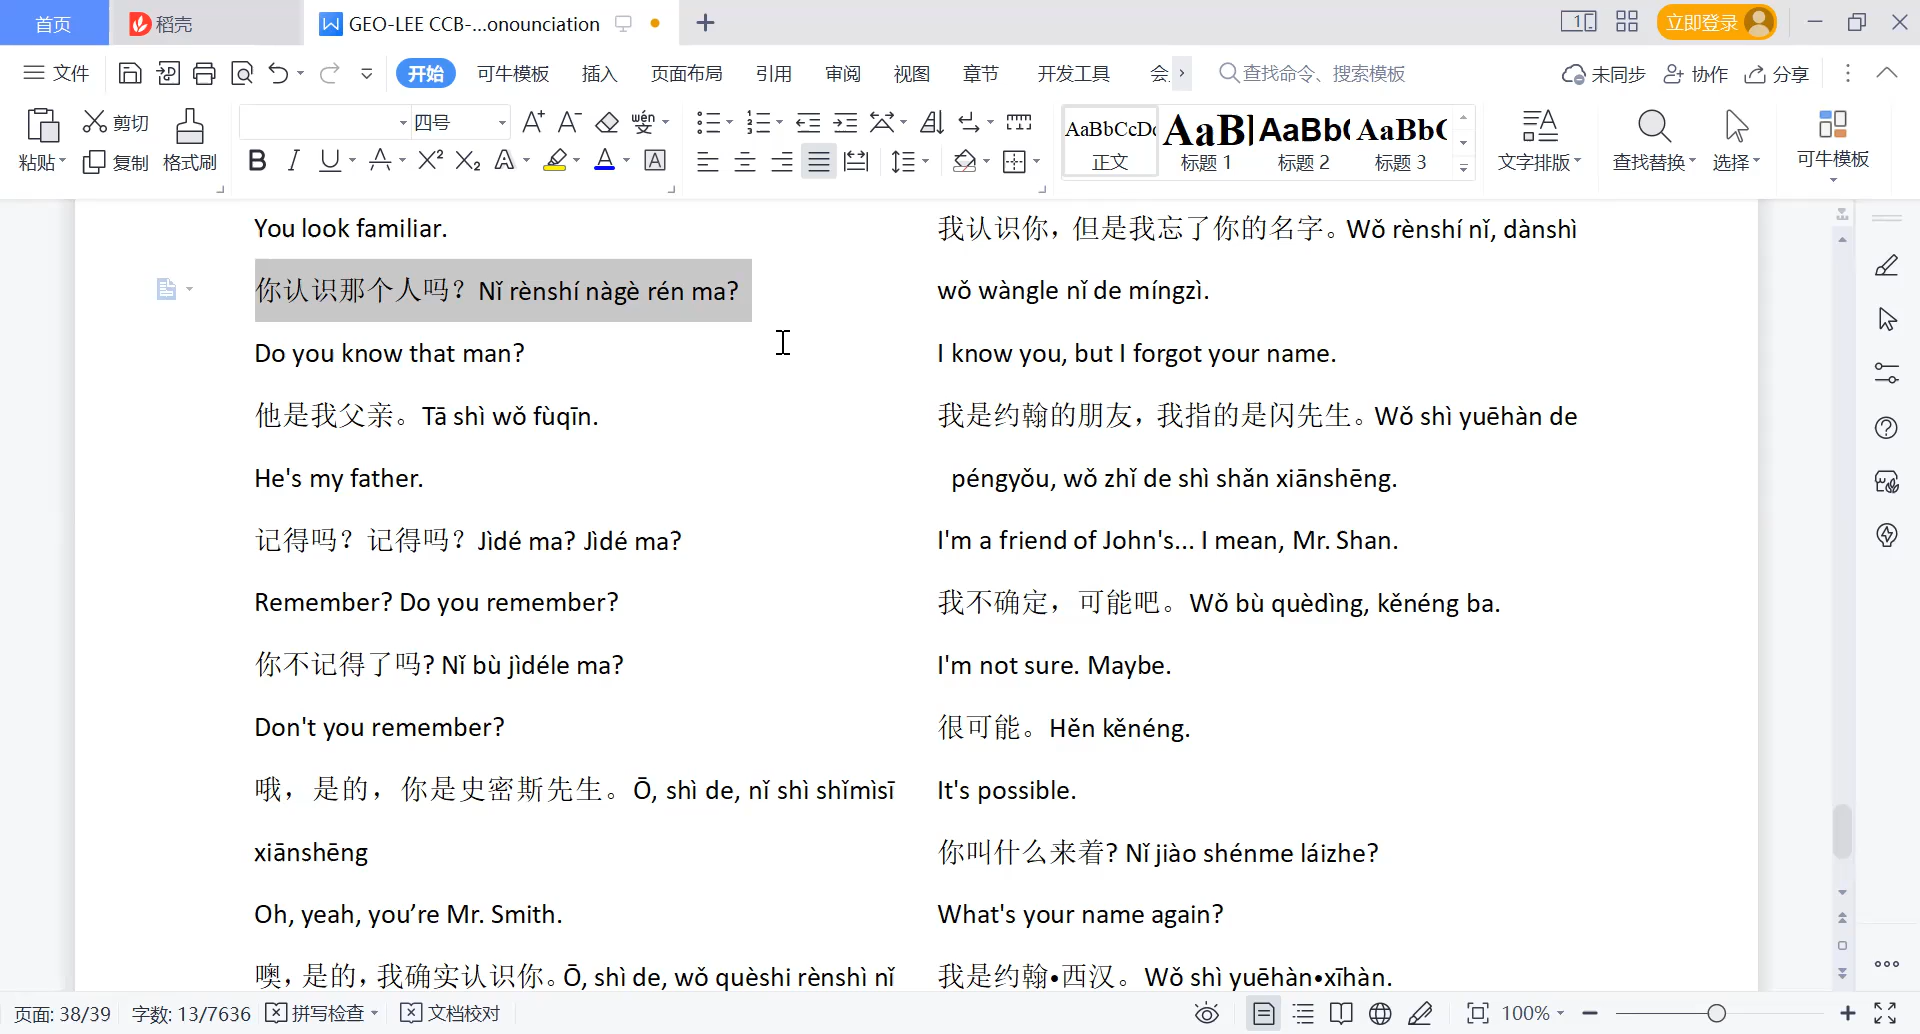 首页
稻壳
GEO-LEE CCB-...onounciation
立即登录
文件
开始
可牛模板
插入
页面布局
引用
审阅
视图
章节
开发工具
会
查找命令、搜索模板
未同步
协作
分享
粘贴
剪切
复制
格式刷
四号
AaBbCcD
正文
AaBl
标题 1
AaBb(
标题 2
AaBb(
标题 3
文字排版
查找替换
选择
可牛模板
You look familiar.
你认识那个人吗？Nǐ rènshí nàgè rén ma?
Do you know that man?
他是我父亲。Tā shì wǒ fùqīn.
He's my father.
记得吗？记得吗？Jìdé ma? Jìdé ma?
Remember? Do you remember?
你不记得了吗? Nǐ bù jìdéle ma?
Don't you remember?
哦，是的，你是史密斯先生。Ō, shì de, nǐ shì shǐmìsī
xiānshēng
Oh, yeah, you’re Mr. Smith.
噢，是的，我确实认识你。Ō, shì de, wǒ quèshi rènshì nǐ
我认识你，但是我忘了你的名字。Wǒ rènshí nǐ, dànshì
wǒ wàngle nǐ de míngzì.
I know you, but I forgot your name.
我是约翰的朋友，我指的是闪先生。Wǒ shì yuēhàn de
péngyǒu, wǒ zhǐ de shì shǎn xiānshēng.
I'm a friend of John's... I mean, Mr. Shan.
我不确定，可能吧。Wǒ bù quèdìng, kěnéng ba.
I'm not sure. Maybe.
很可能。Hěn kěnéng.
It's possible.
你叫什么来着? Nǐ jiào shénme láizhe?
What's your name again?
我是约翰•西汉。Wǒ shì yuēhàn•xīhàn.
页面: 38/39
字数: 13/7636
拼写检查
文档校对
100%